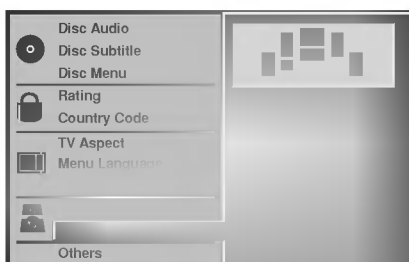 Disc Audio
Disc Subtitle
Disc Menu
Rating
Country Code
TV Aspect
Menu Language
Others